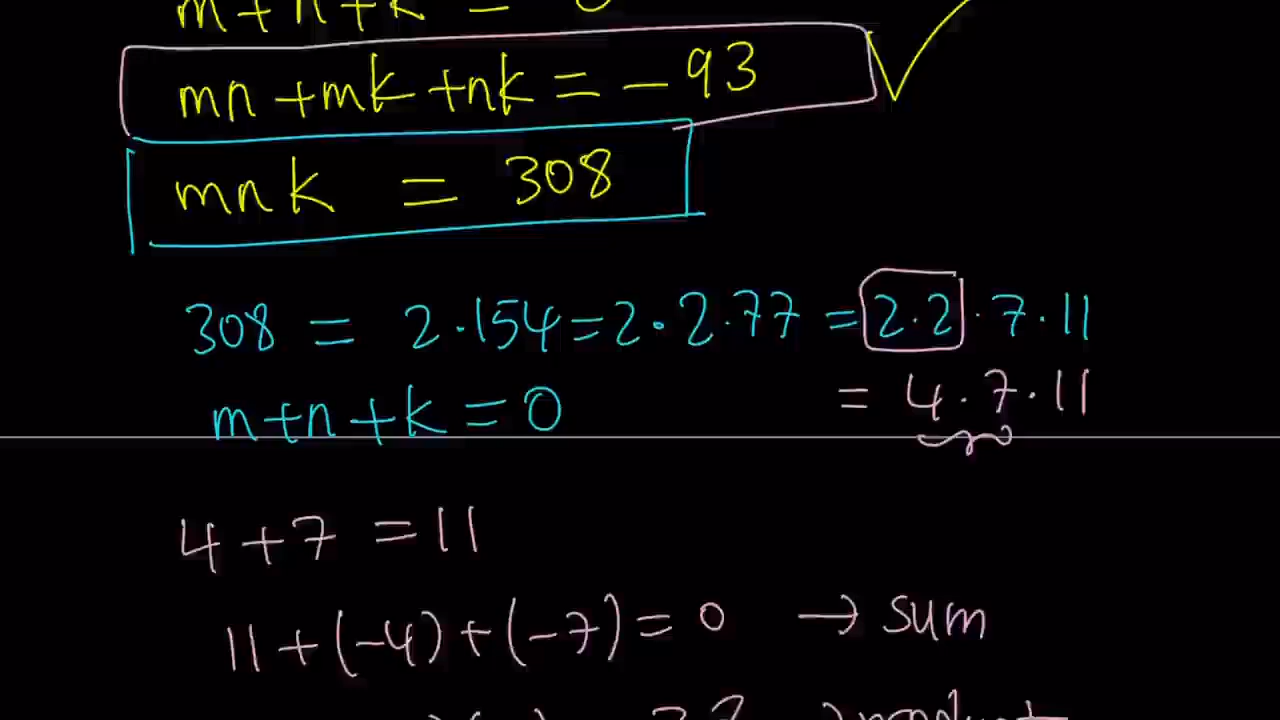 m+n+k = 0
mn+mk+nk = -93
mnk = 308
308 = 2·154=2·2·77 = 2·2·7·11
m+n+k=0 = 4·7·11
4+7 = 11
11+(-4)+(-7)=0 → sum